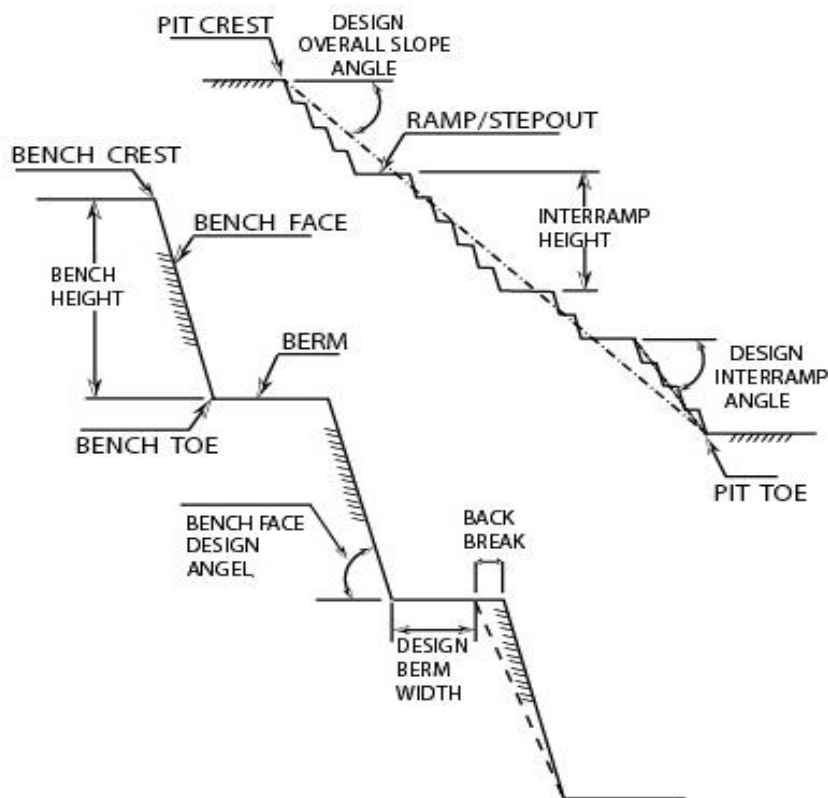 PIT CREST
DESIGN
OVERALL SLOPE
ANGLE
RAMP/STEPOUT
BENCH CREST
BENCH FACE
INTERRAMP
HEIGHT
BENCH
HEIGHT
BERM
DESIGN
INTERRAMP
ANGLE
BENCH TOE
PIT TOE
BENCH FACE
DESIGN
ANGEL,
BACK
BREAK
DESIGN
BERM
WIDTH